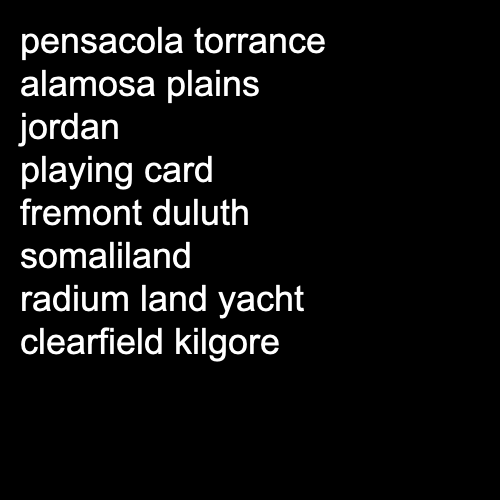 pensacola torrance
alamosa plains
jordan
playing card
fremont duluth
somaliland
radium land yacht
clearfield kilgore